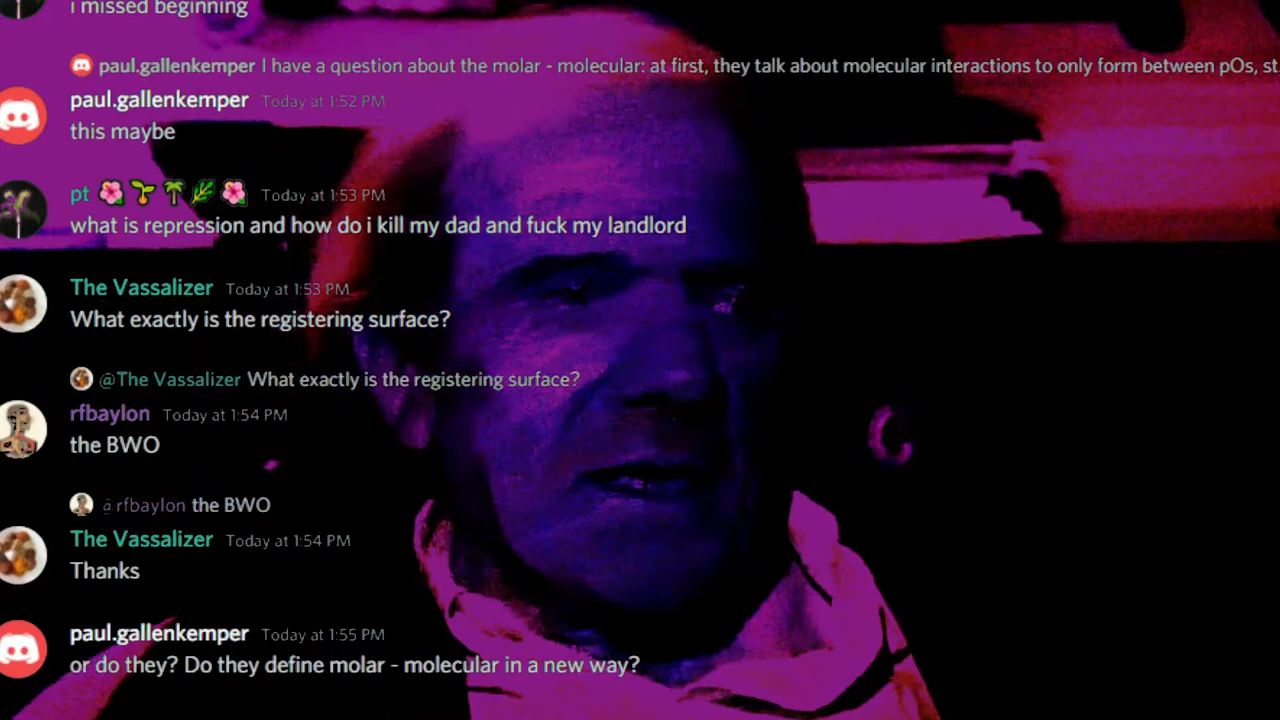 i missed beginning
paul.gallenkemper I have a question about the molar - molecular: at first, they talk about molecular interactions to only form between pOs, st
paul.gallenkemper Today at 1:52 PM
this maybe
pt 🌺🌱🌴🌿🌺 Today at 1:53 PM
what is repression and how do i kill my dad and fuck my landlord
The Vassalizer Today at 1:53 PM
What exactly is the registering surface?
@The Vassalizer What exactly is the registering surface?
rfbaylon Today at 1:54 PM
the BWO
@rfbaylon the BWO
The Vassalizer Today at 1:54 PM
Thanks
paul.gallenkemper Today at 1:55 PM
or do they? Do they define molar - molecular in a new way?